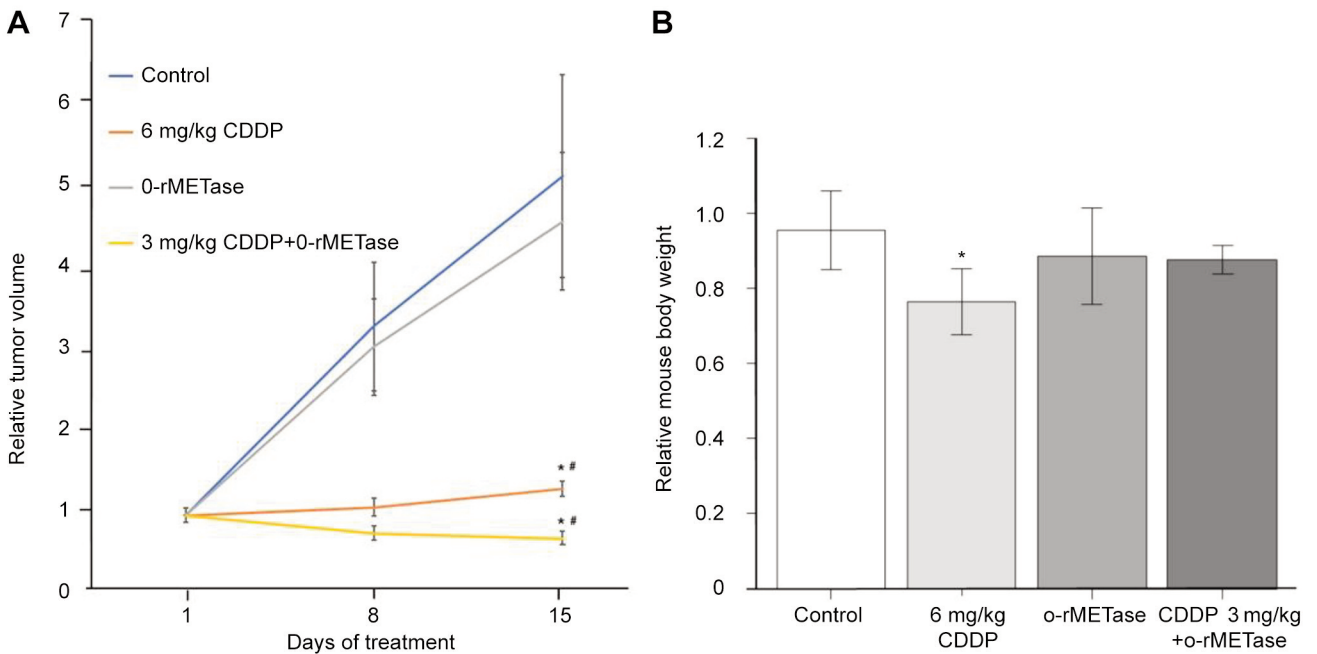 A
Relative tumor volume
7
6
5
4
3
2
1
0
Control
6 mg/kg CDDP
0-rMETase
3 mg/kg CDDP+0-rMETase
* #
* #
1 8 15
Days of treatment
B
Relative mouse body weight
1.2
1.0
0.8
0.6
0.4
0.2
0
*
Control
6 mg/kg
CDDP
o-rMETase
CDDP 3 mg/kg
+o-rMETase